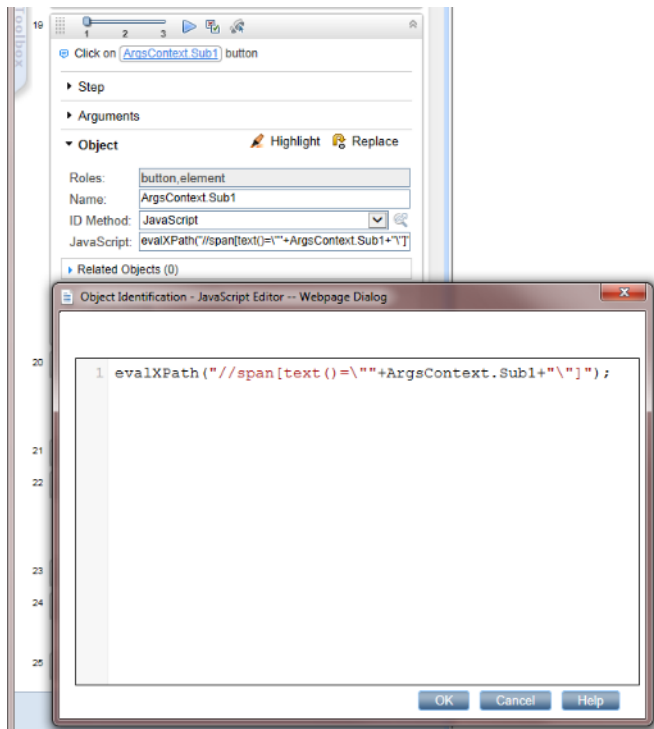 Toolbox
19
1 2 3
Click on ArgsContext.Sub1 button
Step
Arguments
Object Highlight Replace
Roles: button,element
Name: ArgsContext.Sub1
ID Method: JavaScript
JavaScript: evalXPath("//span[text()=\""+ArgsContext.Sub1+"\"]"
Related Objects (0)
Object Identification - JavaScript Editor -- Webpage Dialog
x
20
1 evalXPath("//span[text()=\""+ArgsContext.Sub1+"\"]");
21
22
23
24
25
OK Cancel Help